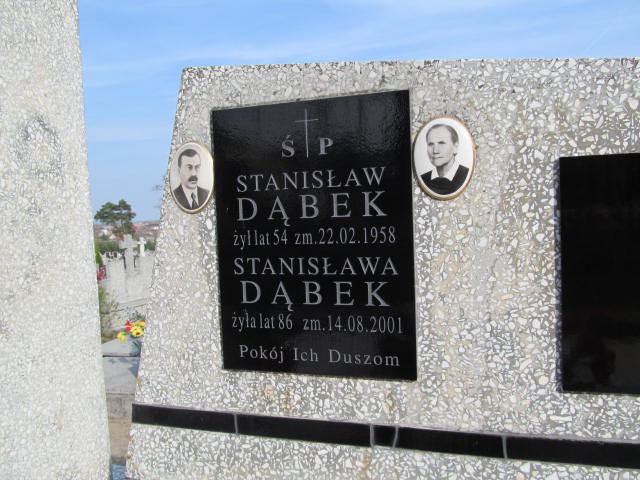 Ś P
STANISŁAW
DĄBEK
żył lat 54 zm.22.02.1958
STANISŁAWA
DĄBEK
żyła lat 86 zm.14.08.2001
Pokój Ich Duszom